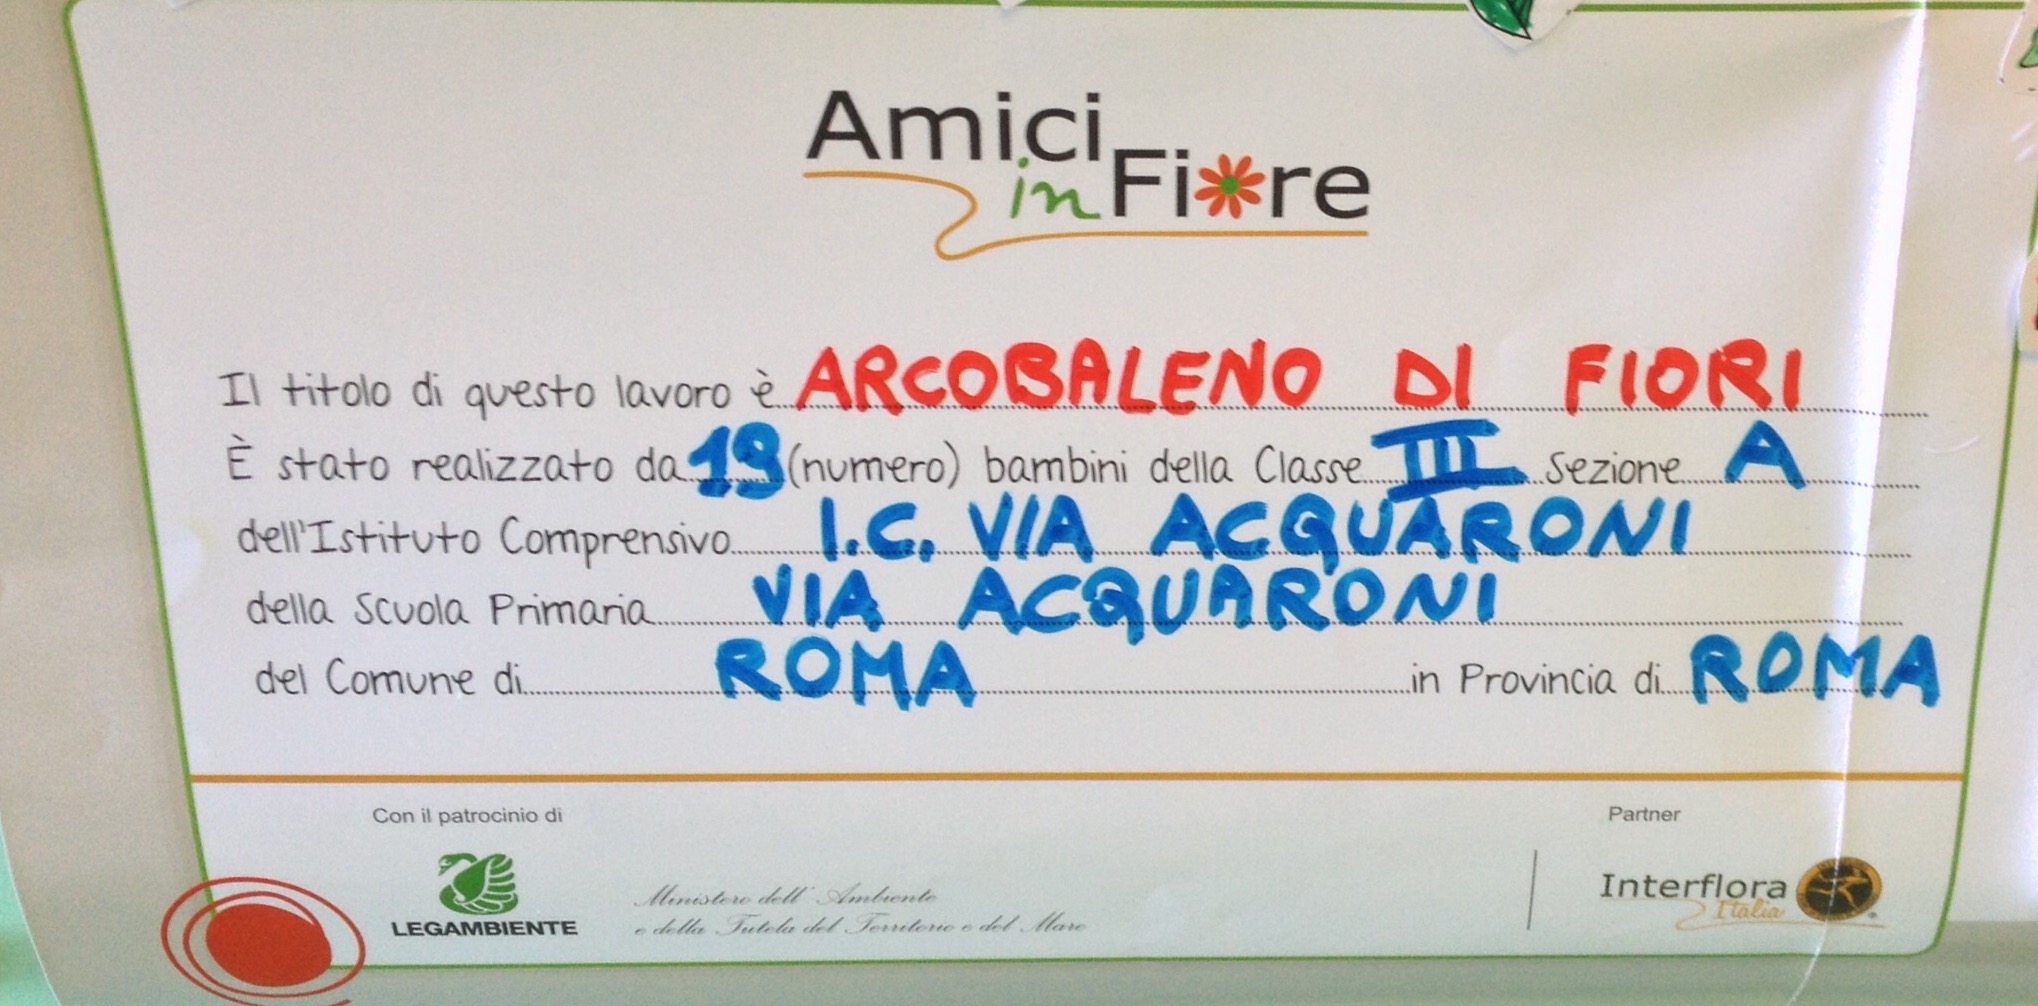 Amici
in Fiore
Il titolo di questo lavoro è ARCOBALENO DI FIORI
È stato realizzato da 19 (numero) bambini della Classe III Sezione A
dell'Istituto Comprensivo I.C. VIA ACQUARONI
della Scuola Primaria VIA ACQUARONI
del Comune di ROMA in Provincia di ROMA
Con il patrocinio di
Partner
LEGAMBIENTE
Ministero dell'Ambiente
e della Tutela del Territorio e del Mare
Interflora
Italia